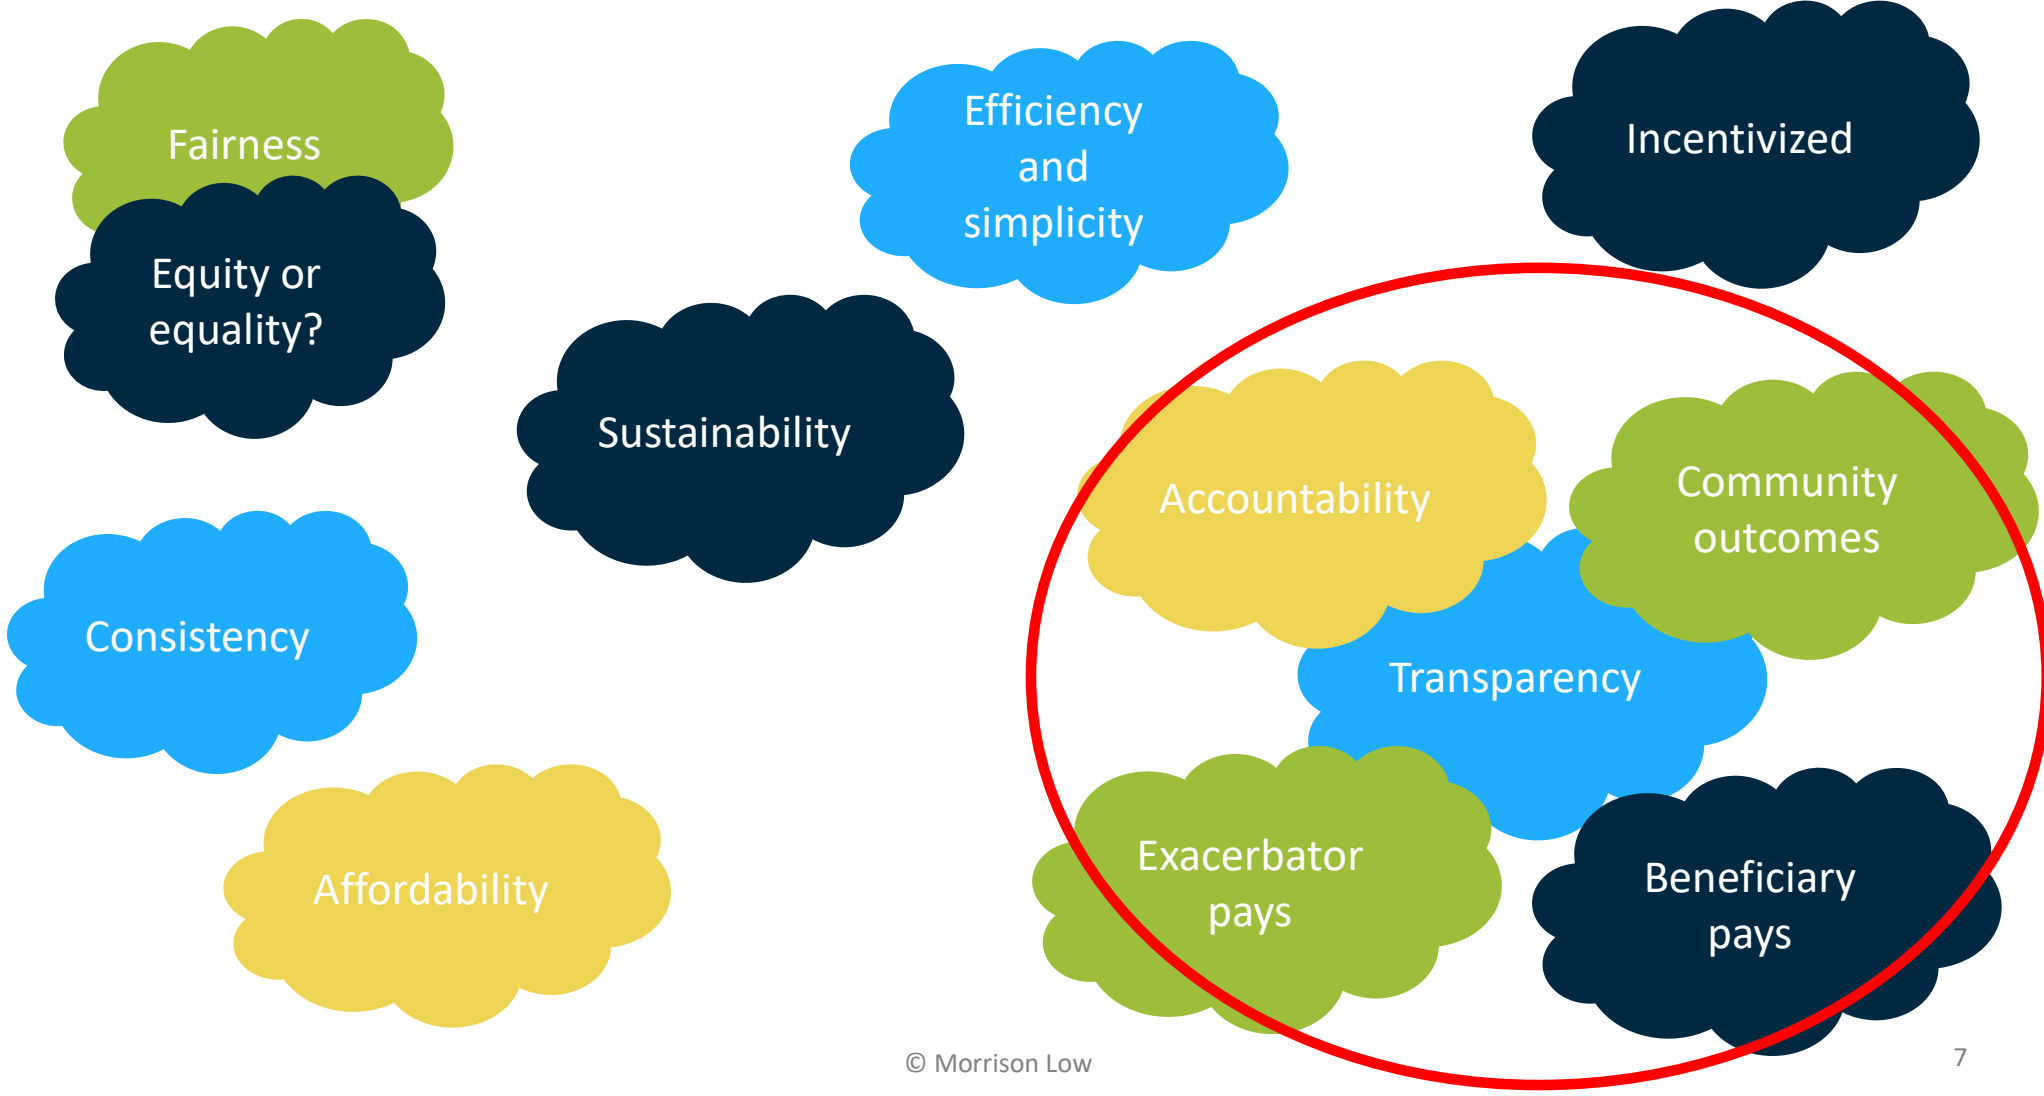 Fairness
Equity or
equality?
Efficiency
and
simplicity
Incentivized
Sustainability
Accountability
Community
outcomes
Consistency
Transparency
Affordability
Exacerbator
pays
Beneficiary
pays
© Morrison Low
7